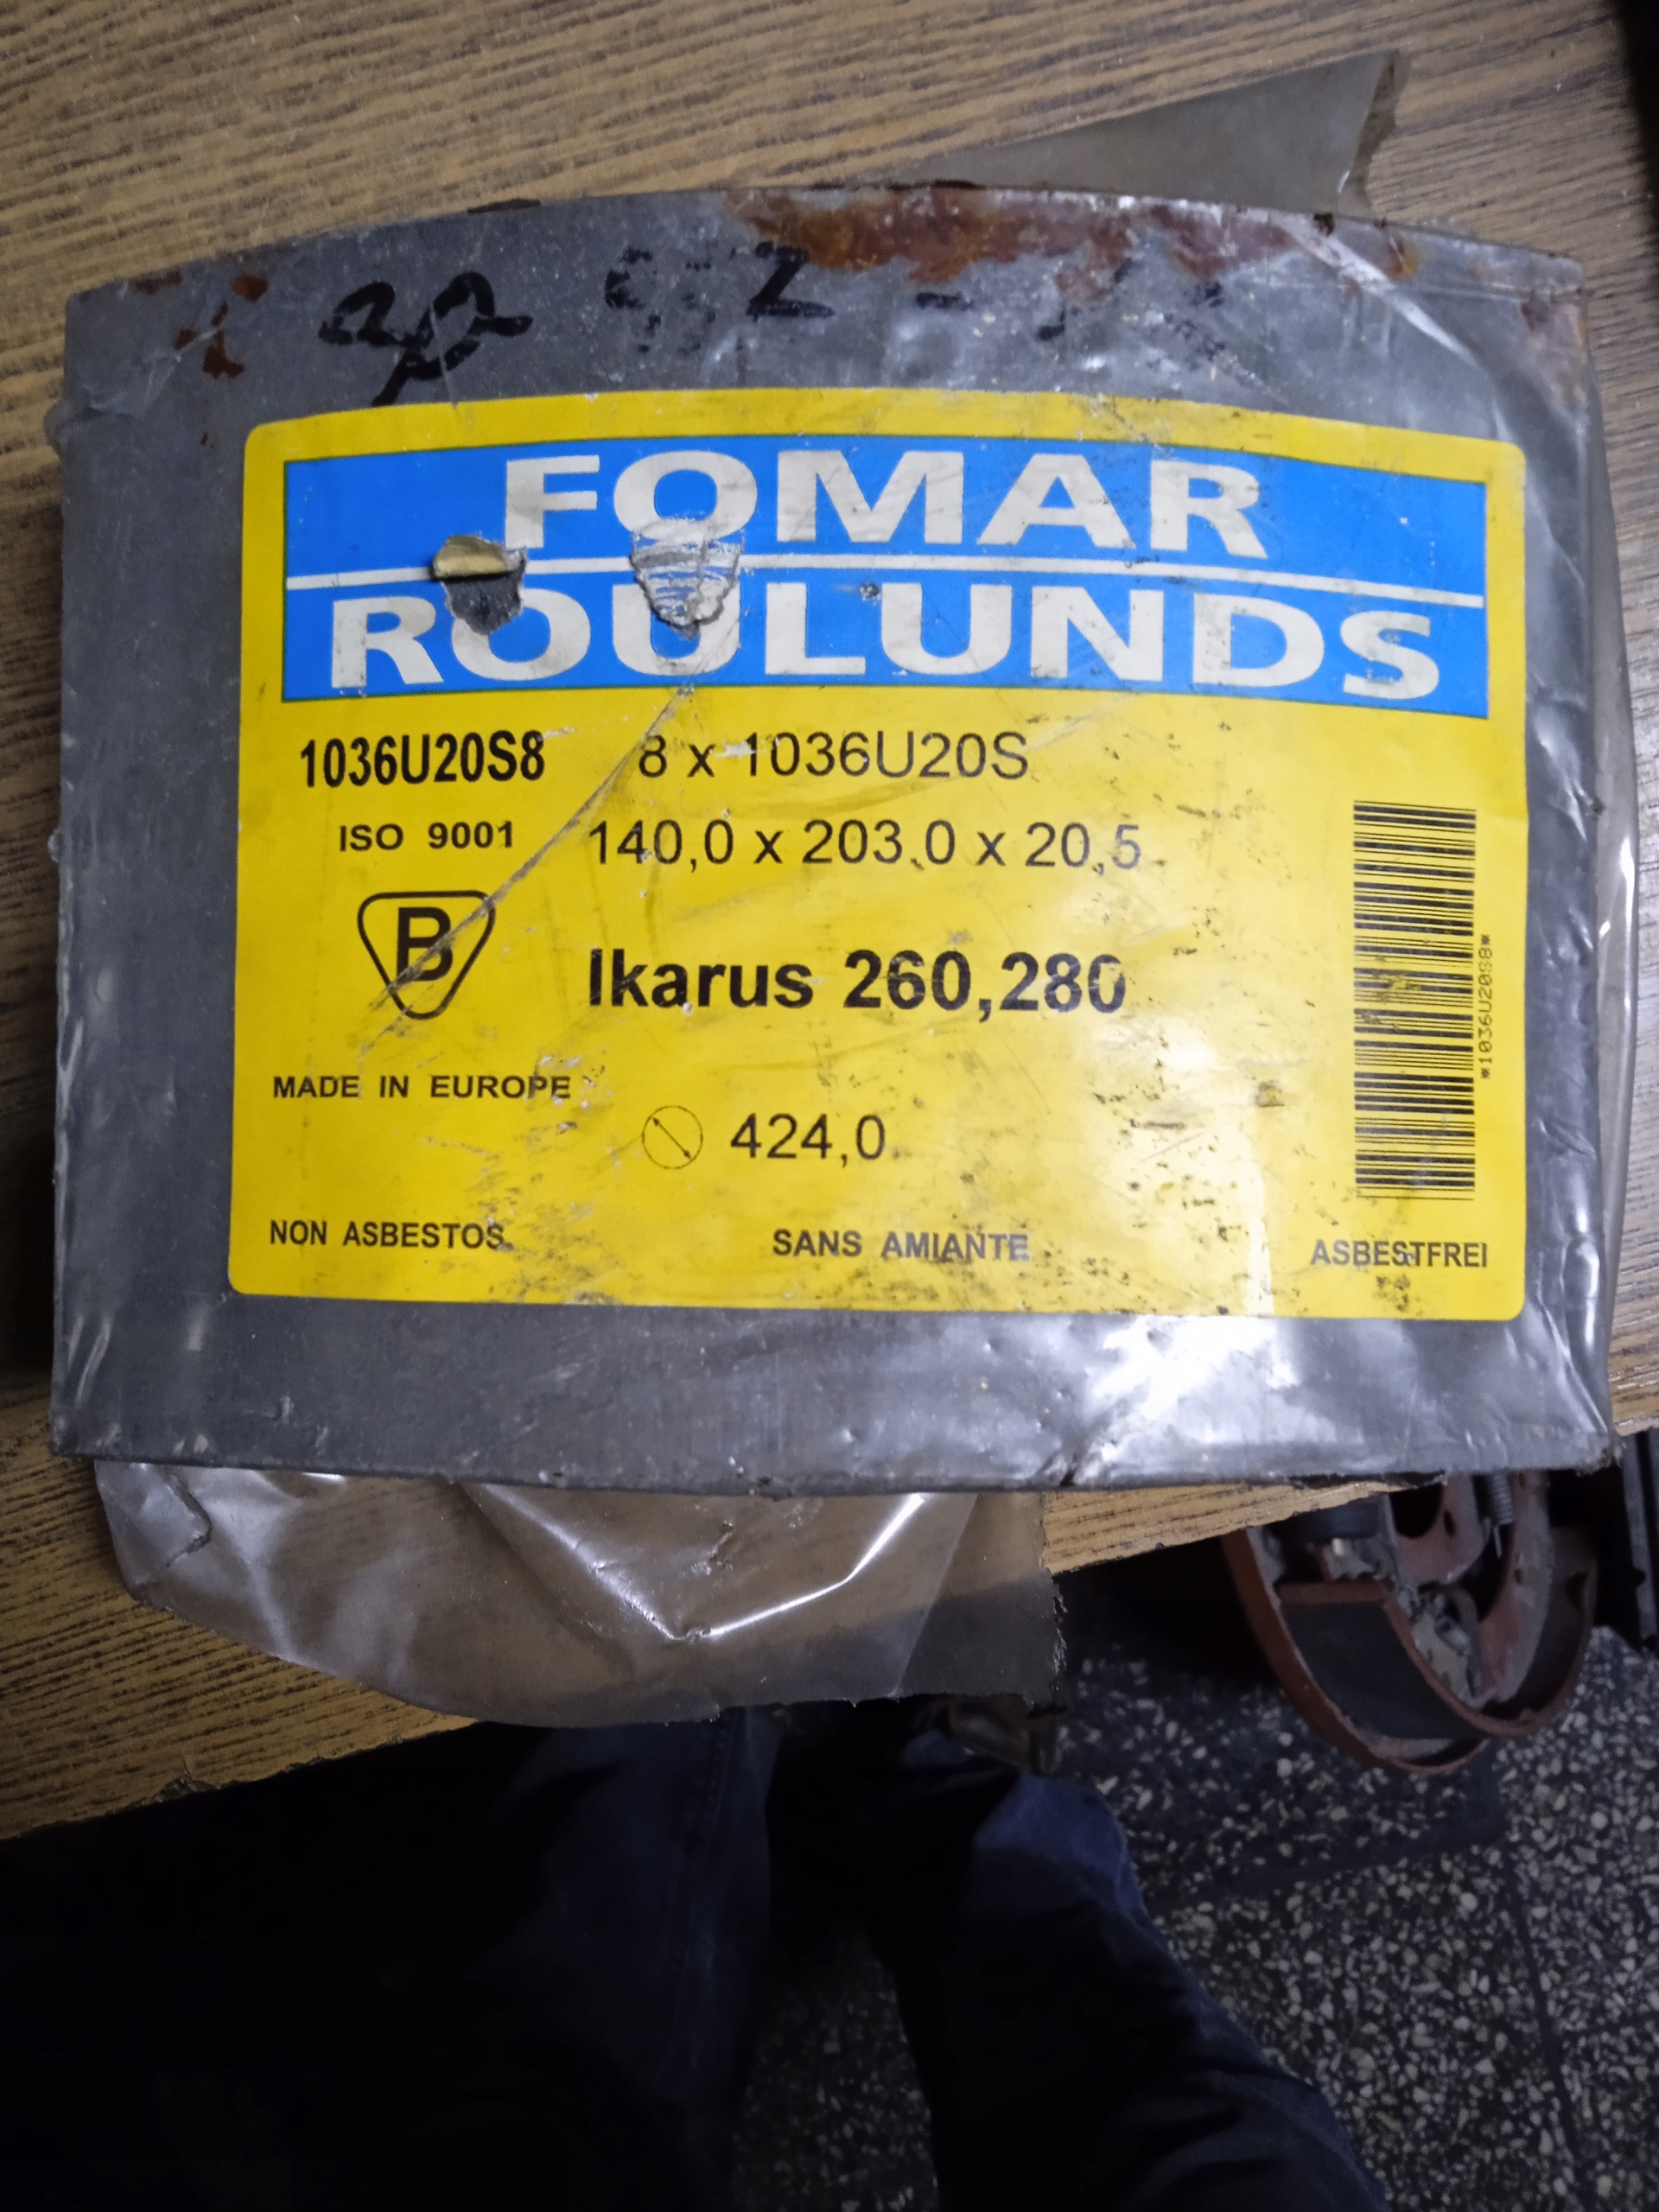 FOMAR
ROULUNDS
1036U20S8 8 x 1036U20S
ISO 9001 140,0 x 203,0 x 20,5
B
Ikarus 260,280
MADE IN EUROPE
424,0
NON ASBESTOS SANS AMIANTE ASBESTFREI
*1036U20S8*